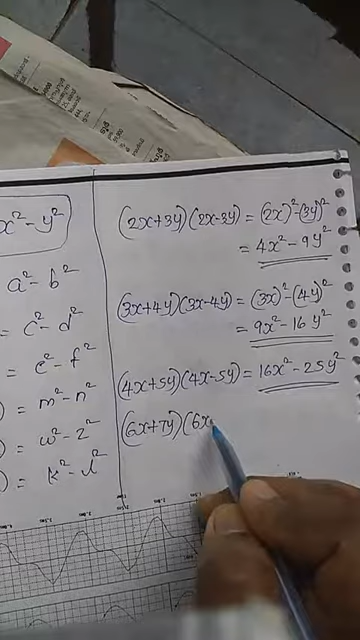 x² - y²
a² - b²
= c² - d²
= e² - f²
) = m² - n²
) = w² - z²
) = k² - l²
(2x+3y)(2x-3y) = (2x)² - (3y)²
= 4x² - 9y²
(3x+4y)(3x-4y) = (3x)² - (4y)²
= 9x² - 16y²
(4x+5y)(4x-5y) = 16x² - 25y²
(6x+7y)(6x